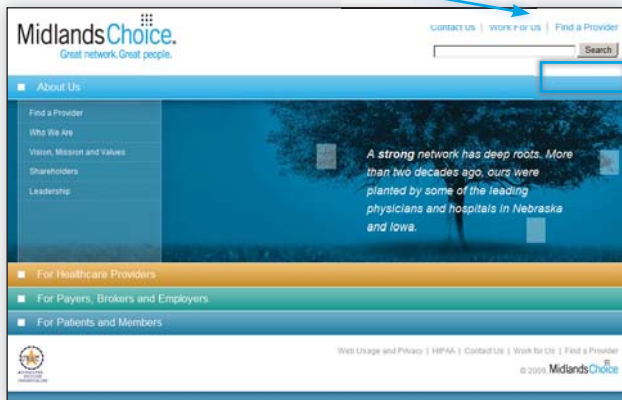 MidlandsChoice.
Great network. Great people.
Contact Us | Work For Us | Find a Provider
Search
About Us
Find a Provider
Who We Are
Vision, Mission and Values
Shareholders
Leadership
A strong network has deep roots. More
than two decades ago, ours were
planted by some of the leading
physicians and hospitals in Nebraska
and Iowa.
For Healthcare Providers
For Payers, Brokers and Employers
For Patients and Members
Web Usage and Privacy | HIPAA | Contact Us | Work for Us | Find a Provider
© 2009, MidlandsChoice